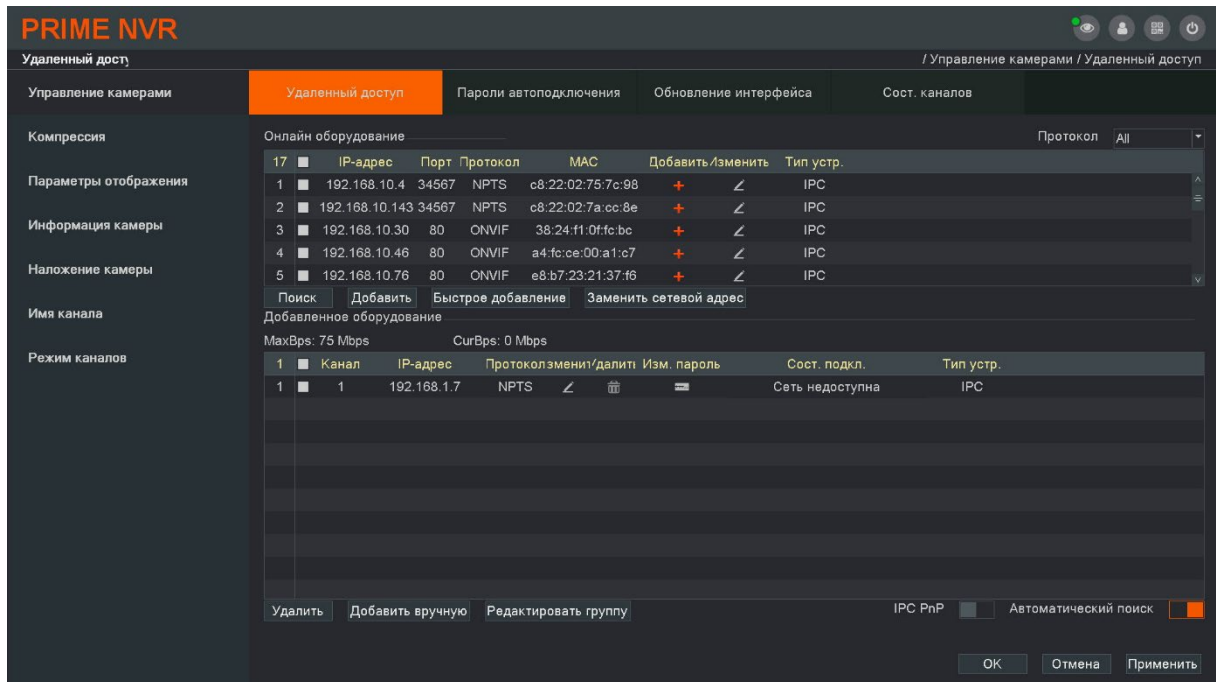 PRIME NVR
Удаленный дост / Управление камерами / Удаленный доступ
Управление камерами
Удаленный доступ Пароли автоподключения Обновление интерфейса Сост. каналов
Компрессия
Параметры отображения
Информация камеры
Наложение камеры
Имя канала
Режим каналов
Онлайн оборудование Протокол All
17 IP-адрес Порт Протокол MAC Добавить Изменить Тип устр.
1 192.168.10.4 34567 NPTS c8:22:02:75:7c:98 + IPC
2 192.168.10.143 34567 NPTS c8:22:02:7a:cc:8e + IPC
3 192.168.10.30 80 ONVIF 38:24:f1:0f:fc:bc + IPC
4 192.168.10.46 80 ONVIF a4:fc:ce:00:a1:c7 + IPC
5 192.168.10.76 80 ONVIF e8:b7:23:21:37:f6 + IPC
Поиск Добавить Быстрое добавление Заменить сетевой адрес
Добавленное оборудование
MaxBps: 75 Mbps CurBps: 0 Mbps
1 Канал IP-адрес Протокол Изм. пароль Сост. подкл. Тип устр.
1 1 192.168.1.7 NPTS Сеть недоступна IPC
Удалить Добавить вручную Редактировать группу IPC PnP Автоматический поиск
OK Отмена Применить